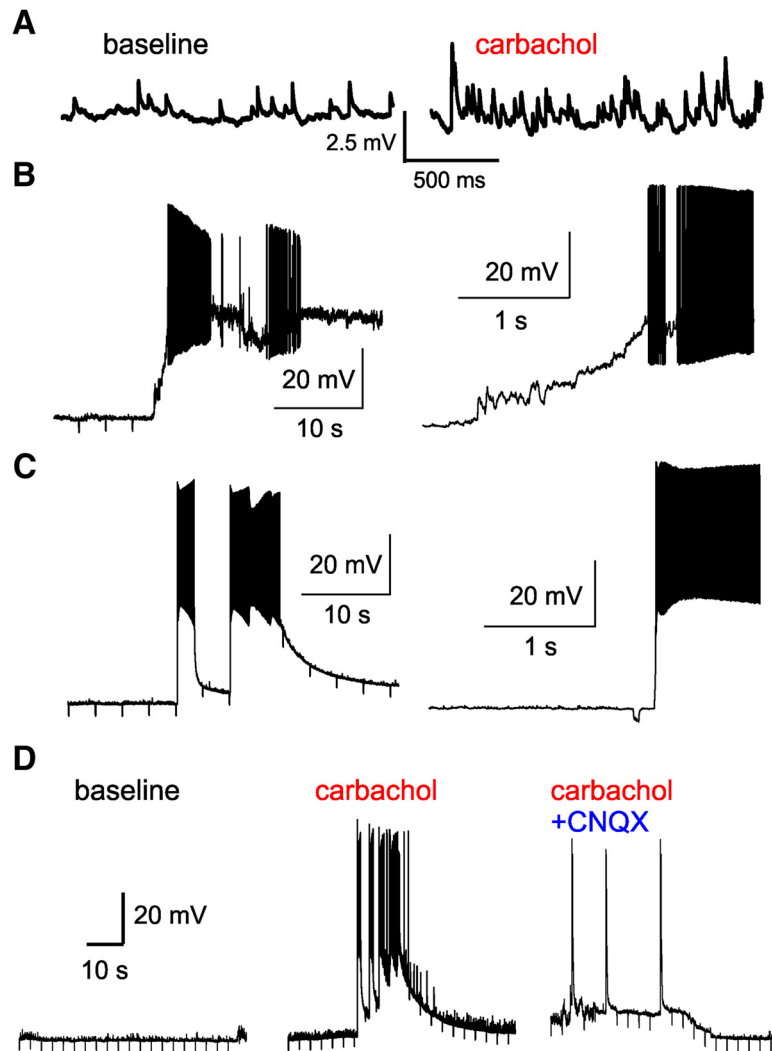 A
baseline
carbachol
2.5 mV
500 ms
B
20 mV
1 s
20 mV
10 s
C
20 mV
10 s
20 mV
1 s
D
baseline
carbachol
carbachol
+CNQX
20 mV
10 s